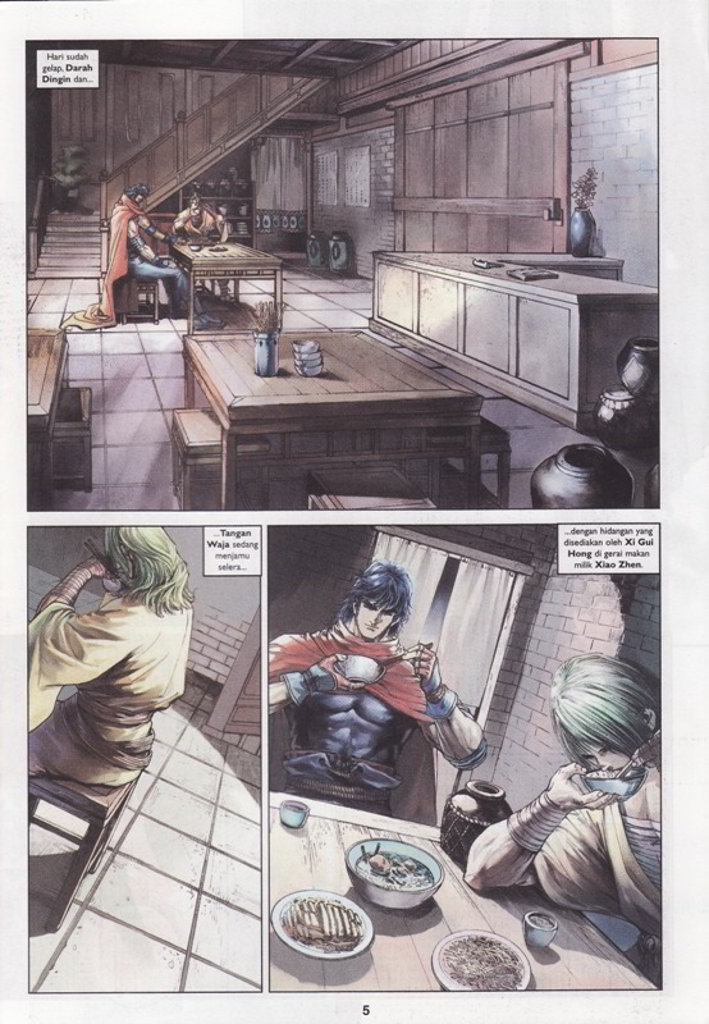 Hari sudah
gelap, Darah
Dingin dan...
...Tangan
Waja sedang
menjamu
selera...
...dengan hidangan yang
disediakan oleh Xi Gui
Hong di gerai makan
milik Xiao Zhen.
5